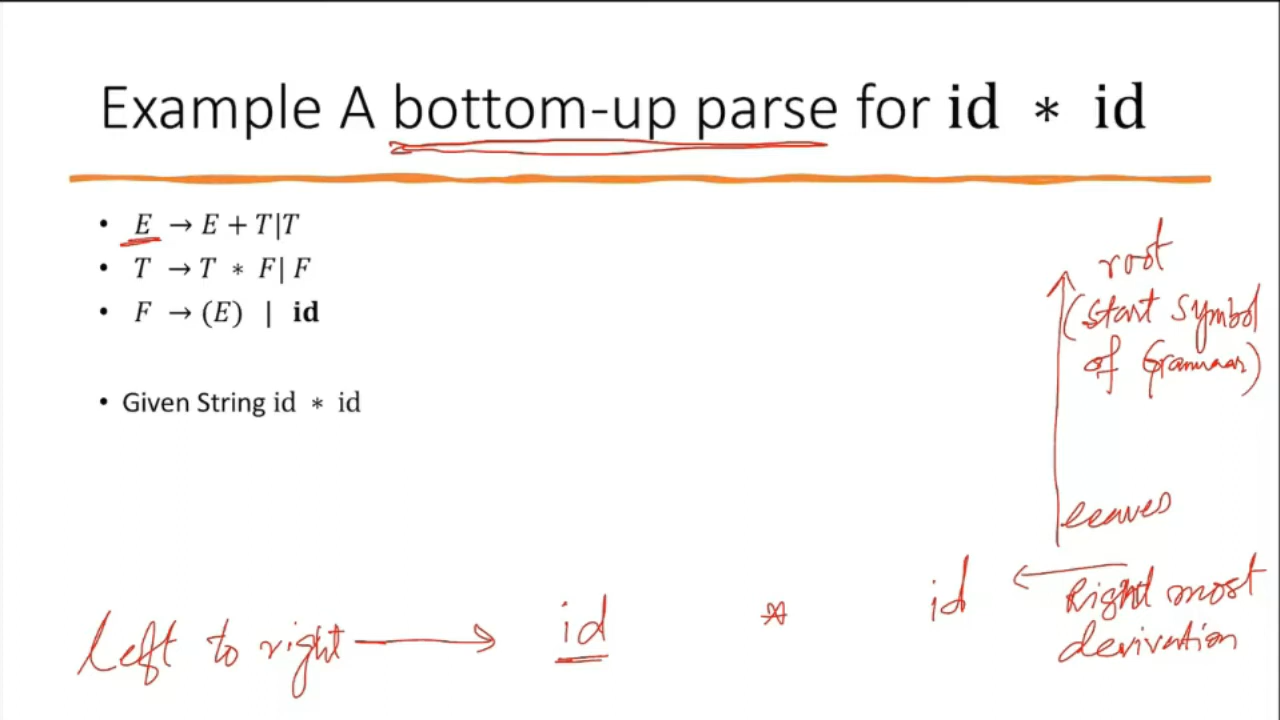 Example A bottom-up parse for id * id
• E → E + T|T
• T → T * F| F
• F → (E) | id
• Given String id * id
root
(start symbol
of Grammar)
leaves
left to right
id * id
Right most
derivation